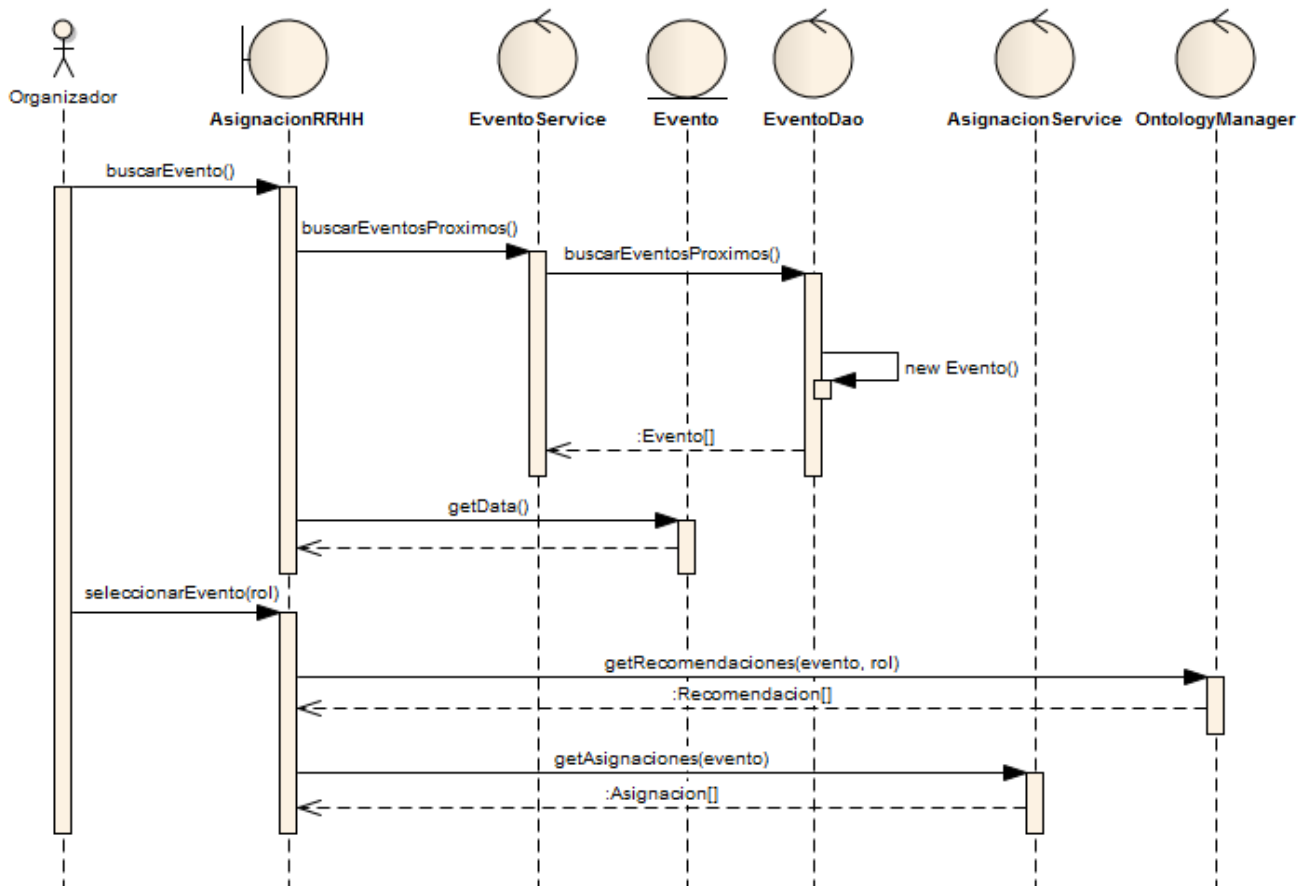 Organizador
AsignacionRRHH
EventoService
Evento
EventoDao
AsignacionService
OntologyManager
buscarEvento()
buscarEventosProximos()
buscarEventosProximos()
new Evento()
:Evento[]
getData()
seleccionarEvento(rol)
getRecomendaciones(evento, rol)
:Recomendacion[]
getAsignaciones(evento)
:Asignacion[]